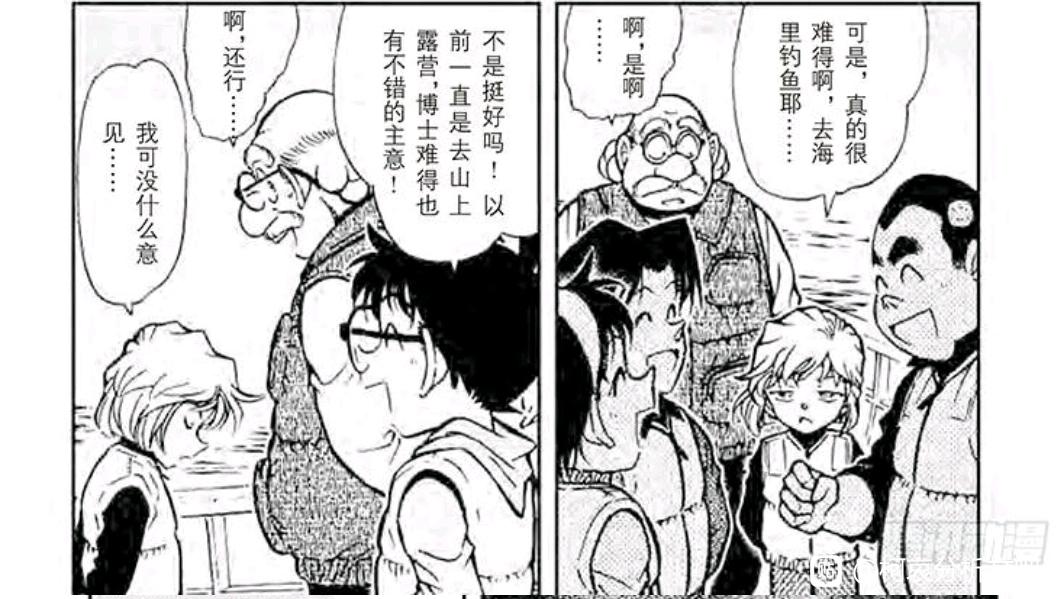 可是，真的很
难得啊，去海
里钓鱼耶……
啊，是啊
……
不是挺好吗！以
前一直是去山上
露营，博士难得也
有不错的主意！
啊，还行……
我可没什么意
见……